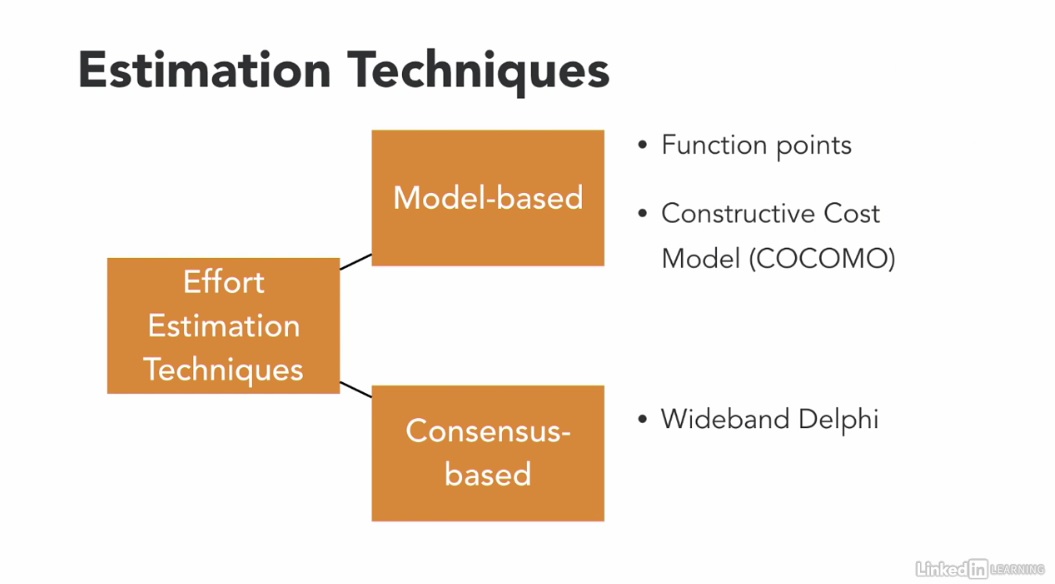 Estimation Techniques
Model-based
• Function points
• Constructive Cost
Model (COCOMO)
Effort
Estimation
Techniques
Consensus-
based
• Wideband Delphi
Linked in LEARNING